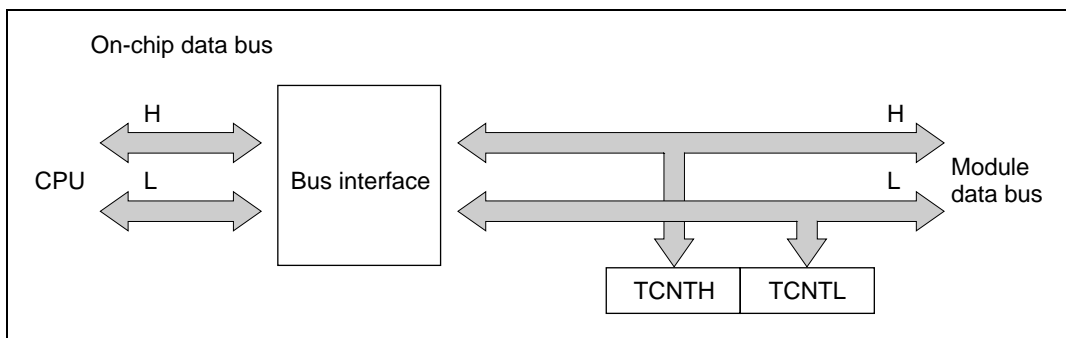 On-chip data bus
H
H
CPU
L
Bus interface
L
Module
data bus
TCNTH
TCNTL